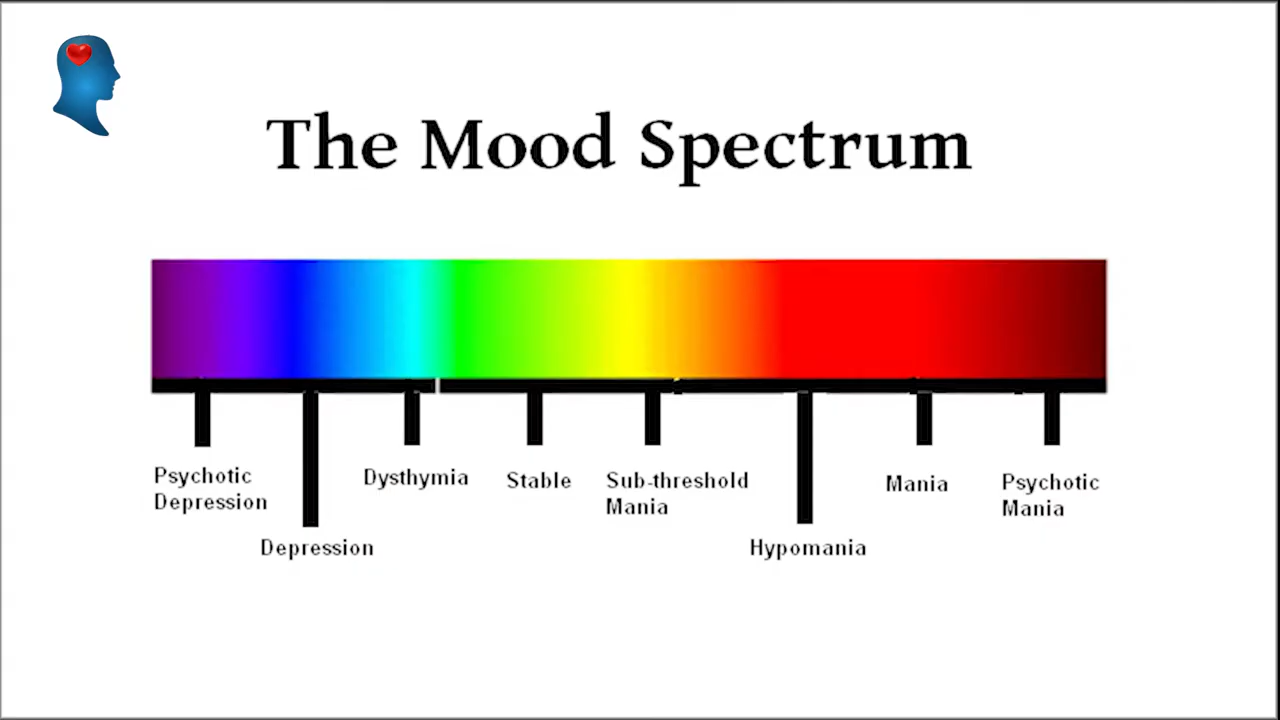 The Mood Spectrum
Psychotic
Depression
Depression
Dysthymia
Stable
Sub-threshold
Mania
Hypomania
Mania
Psychotic
Mania